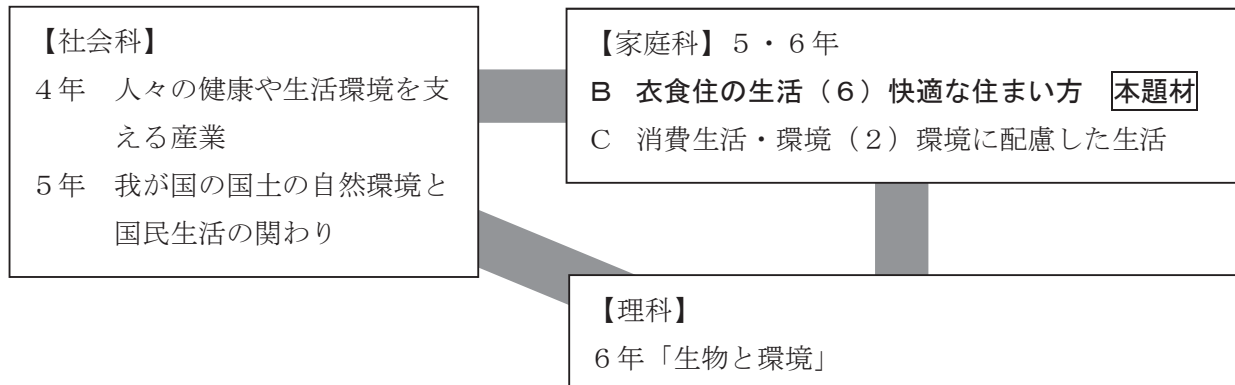 【社会科】
４年　人々の健康や生活環境を支
える産業
５年　我が国の国土の自然環境と
国民生活の関わり
【家庭科】５・６年
Ｂ　衣食住の生活（６）快適な住まい方　本題材
Ｃ　消費生活・環境（２）環境に配慮した生活
【理科】
６年「生物と環境」